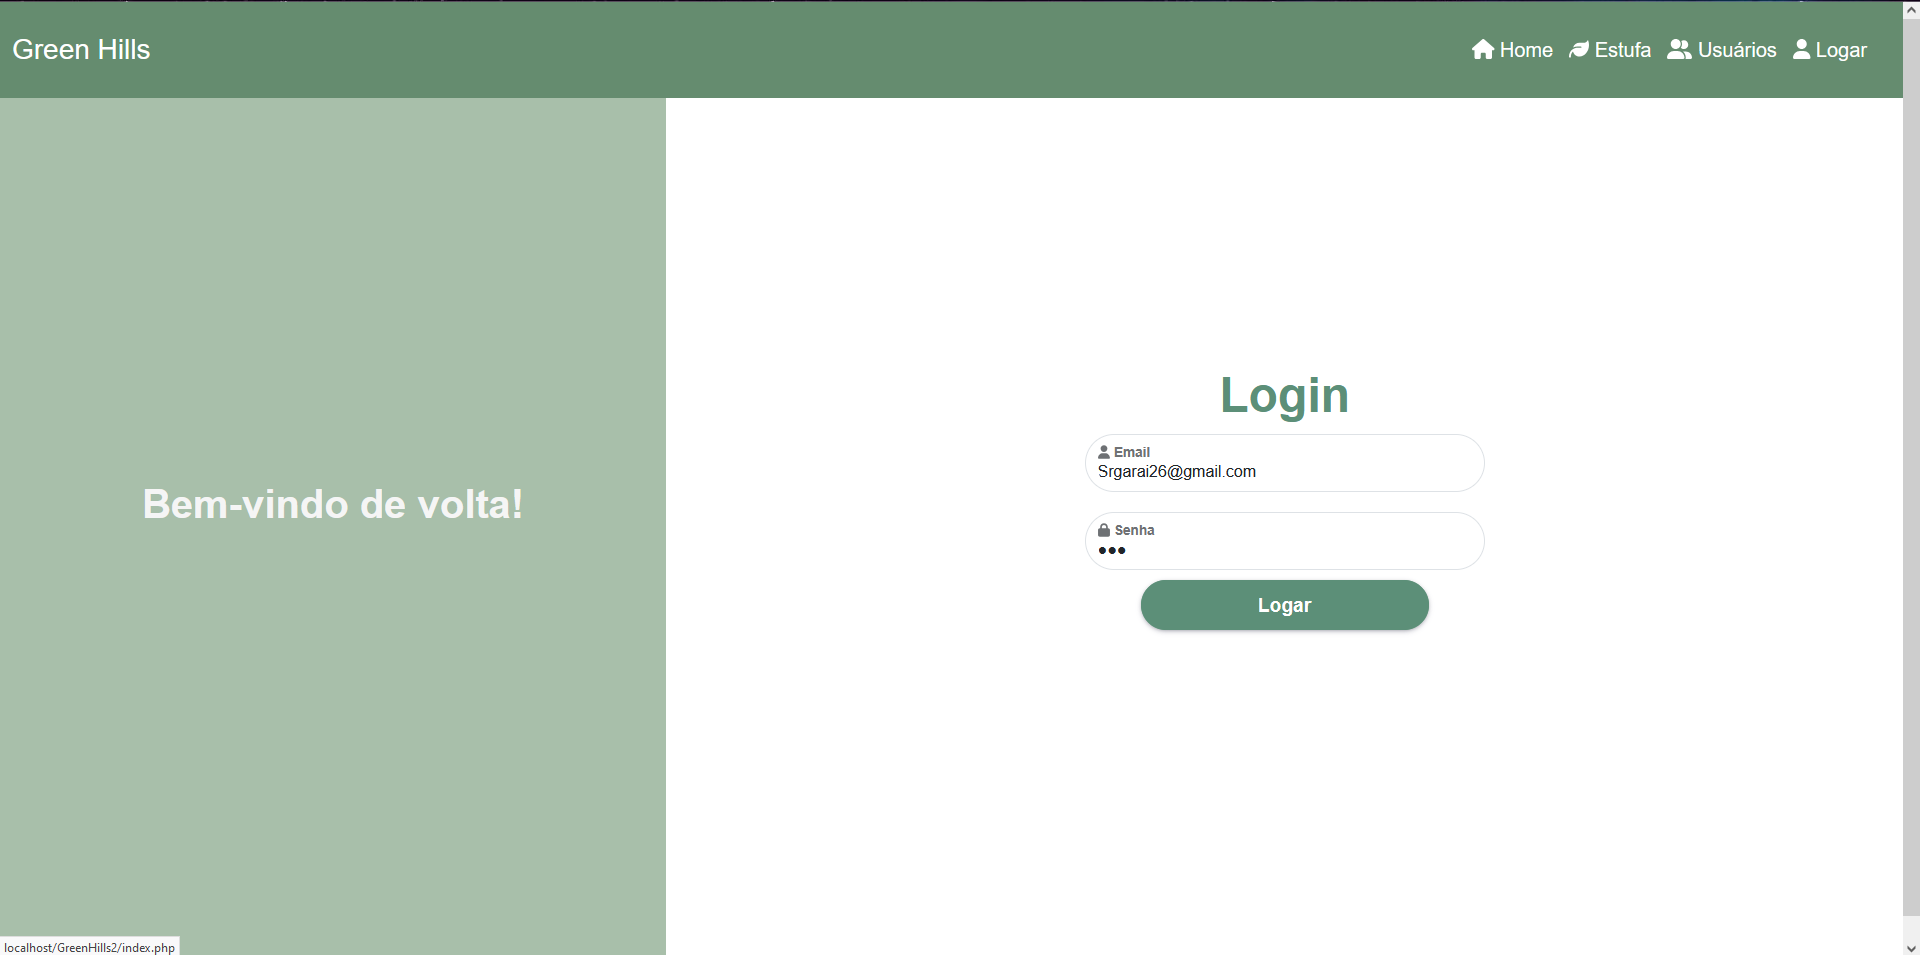 Green Hills
Home Estufa Usuários Logar
Bem-vindo de volta!
Login
Email
Srgarai26@gmail.com
Senha
Logar
localhost/GreenHills2/index.php